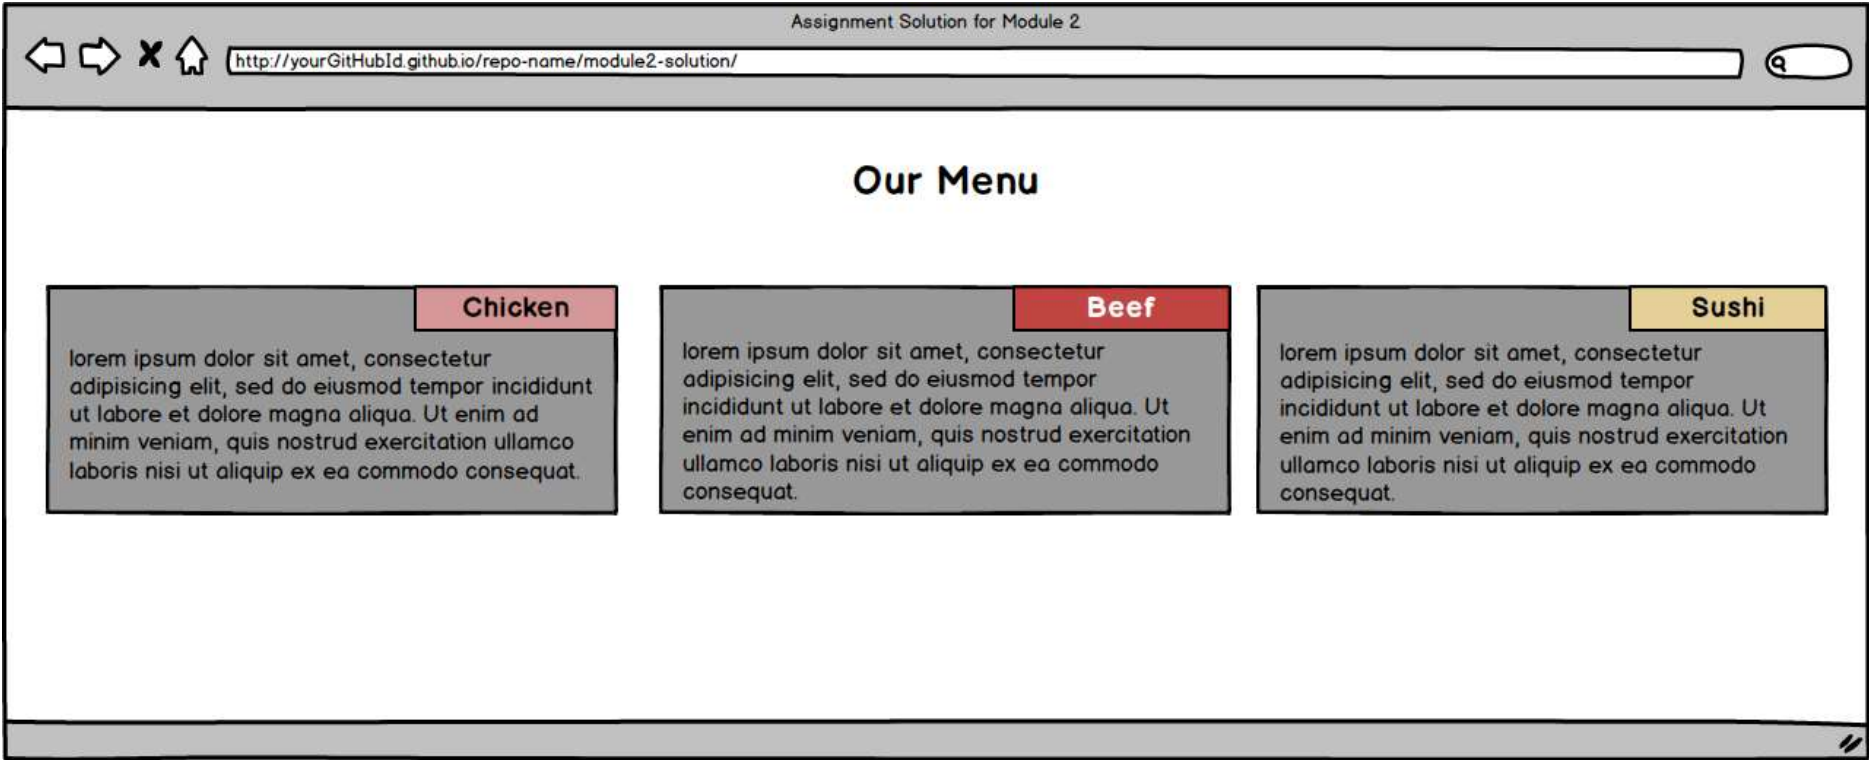 Assignment Solution for Module 2
http://yourGitHubId.github.io/repo-name/module2-solution/
Our Menu
Chicken
lorem ipsum dolor sit amet, consectetur
adipisicing elit, sed do eiusmod tempor incididunt
ut labore et dolore magna aliqua. Ut enim ad
minim veniam, quis nostrud exercitation ullamco
laboris nisi ut aliquip ex ea commodo consequat.
Beef
lorem ipsum dolor sit amet, consectetur
adipisicing elit, sed do eiusmod tempor
incididunt ut labore et dolore magna aliqua. Ut
enim ad minim veniam, quis nostrud exercitation
ullamco laboris nisi ut aliquip ex ea commodo
consequat.
Sushi
lorem ipsum dolor sit amet, consectetur
adipisicing elit, sed do eiusmod tempor
incididunt ut labore et dolore magna aliqua. Ut
enim ad minim veniam, quis nostrud exercitation
ullamco laboris nisi ut aliquip ex ea commodo
consequat.